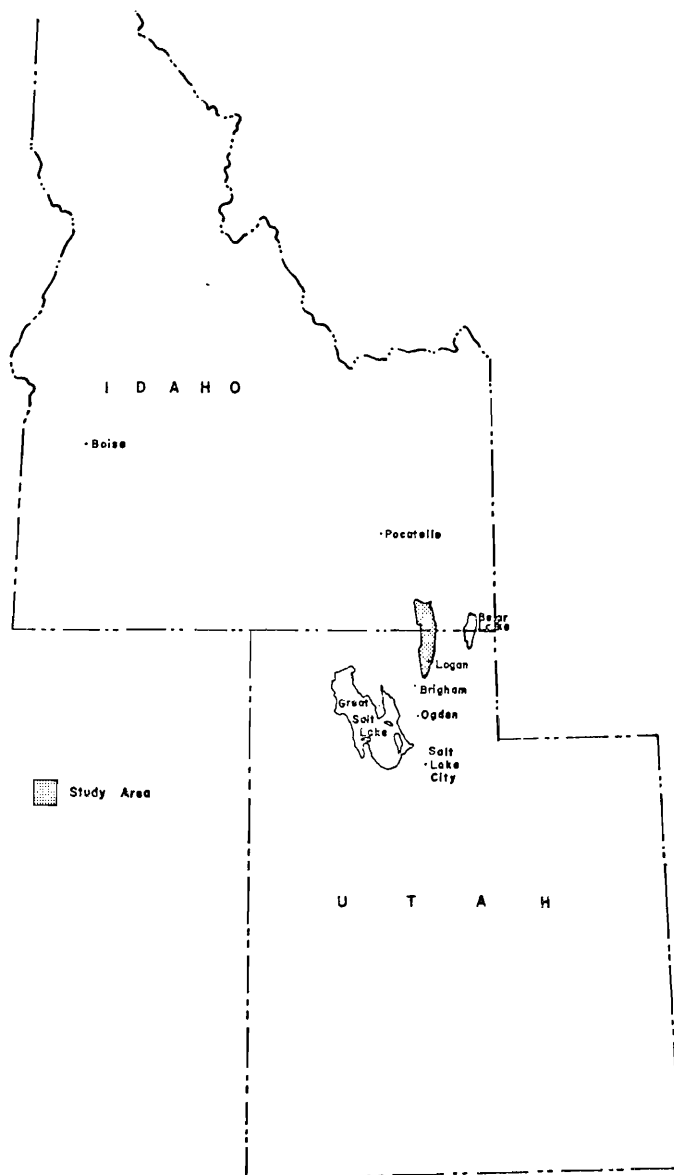 I D A H O
Boise
Pocatello
Bear
Lake
Logan
Brigham
Great
Salt
Lake
Ogden
Salt
Lake
City
Study Area
U T A H